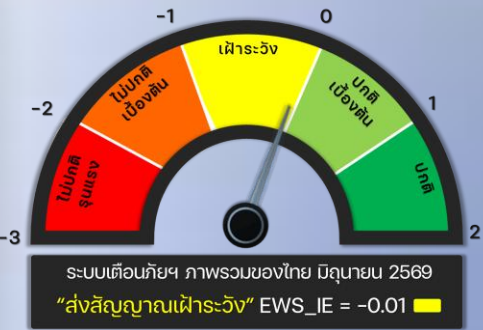 -1
0
เฝ้าระวัง
ไม่ปกติ
เบื้องต้น
ปกติ
เบื้องต้น
-2
1
ไม่ปกติ
รุนแรง
ปกติ
-3
2
ระบบเตือนภัยฯ ภาพรวมของไทย มิถุนายน 2569
“ส่งสัญญาณเฝ้าระวัง” EWS_IE = -0.01